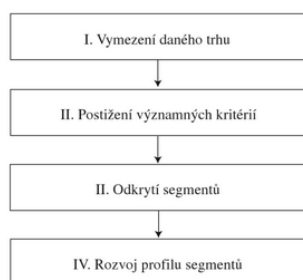 I. Vymezení daného trhu
II. Postižení významných kritérií
II. Odkrytí segmentů
IV. Rozvoj profilu segmentů